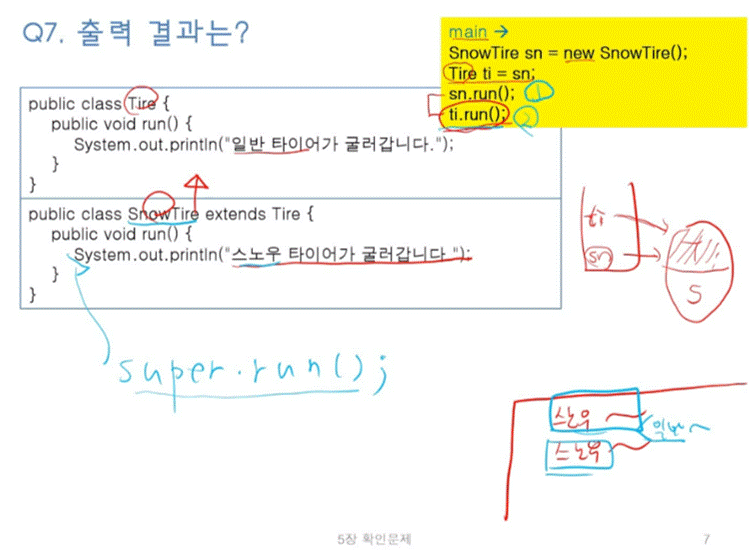 Q7. 출력 결과는?
main →
SnowTire sn = new SnowTire();
Tire ti = sn;
sn.run(); ①
ti.run(); ②
public class Tire {
public void run() {
System.out.println("일반 타이어가 굴러갑니다.");
}
}
public class SnowTire extends Tire {
public void run() {
System.out.println("스노우 타이어가 굴러갑니다.");
}
}
ti
sn
S
super.run();
스노우 ~
일반~
스노우
5장 확인문제
7